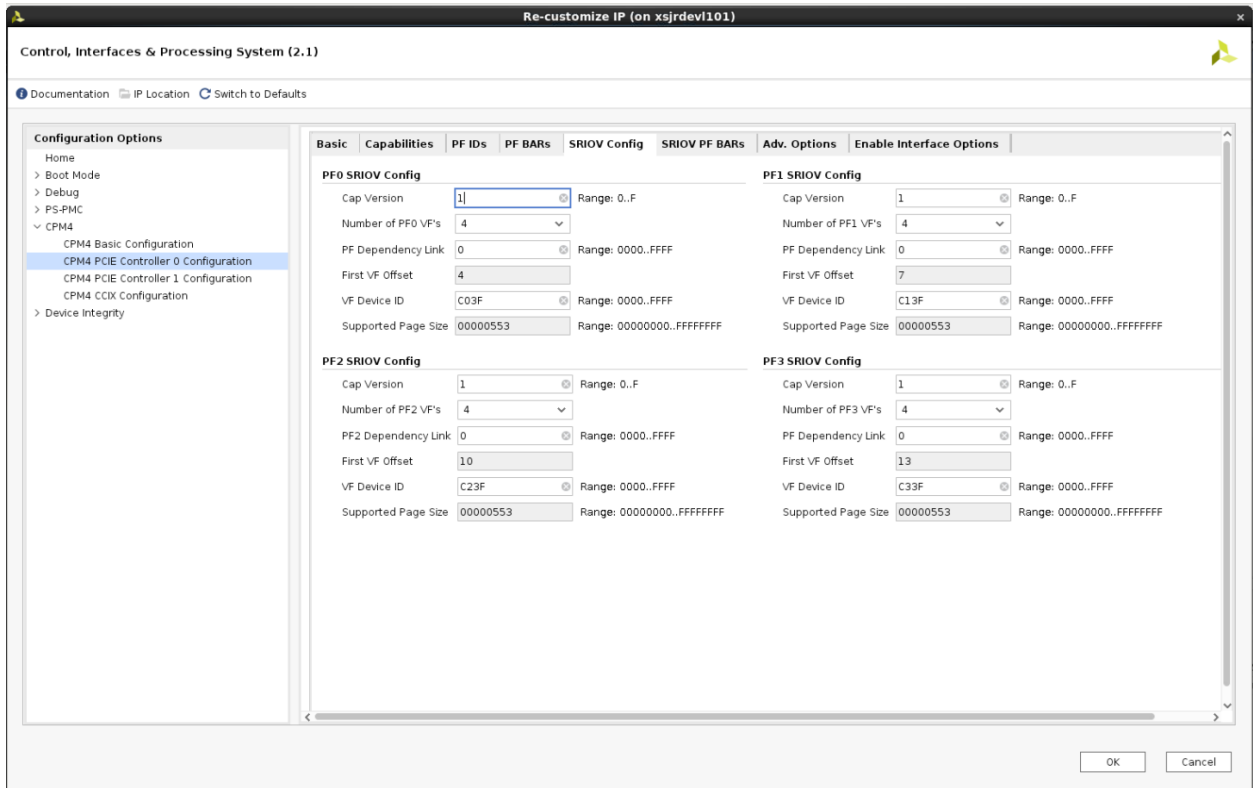 Re-customize IP (on xsjrdevl101)
Control, Interfaces & Processing System (2.1)
Documentation IP Location Switch to Defaults
Configuration Options
Home
Boot Mode
Debug
PS-PMC
CPM4
CPM4 Basic Configuration
CPM4 PCIE Controller 0 Configuration
CPM4 PCIE Controller 1 Configuration
CPM4 CCIX Configuration
Device Integrity
Basic Capabilities PF IDs PF BARs SRIOV Config SRIOV PF BARs Adv. Options Enable Interface Options
PF0 SRIOV Config
Cap Version 1 Range: 0..F
Number of PF0 VF's 4
PF Dependency Link 0 Range: 0000..FFFF
First VF Offset 4
VF Device ID C03F Range: 0000..FFFF
Supported Page Size 00000553 Range: 00000000..FFFFFFFF
PF1 SRIOV Config
Cap Version 1 Range: 0..F
Number of PF1 VF's 4
PF Dependency Link 0 Range: 0000..FFFF
First VF Offset 7
VF Device ID C13F Range: 0000..FFFF
Supported Page Size 00000553 Range: 00000000..FFFFFFFF
PF2 SRIOV Config
Cap Version 1 Range: 0..F
Number of PF2 VF's 4
PF2 Dependency Link 0 Range: 0000..FFFF
First VF Offset 10
VF Device ID C23F Range: 0000..FFFF
Supported Page Size 00000553 Range: 00000000..FFFFFFFF
PF3 SRIOV Config
Cap Version 1 Range: 0..F
Number of PF3 VF's 4
PF Dependency Link 0 Range: 0000..FFFF
First VF Offset 13
VF Device ID C33F Range: 0000..FFFF
Supported Page Size 00000553 Range: 00000000..FFFFFFFF
OK Cancel